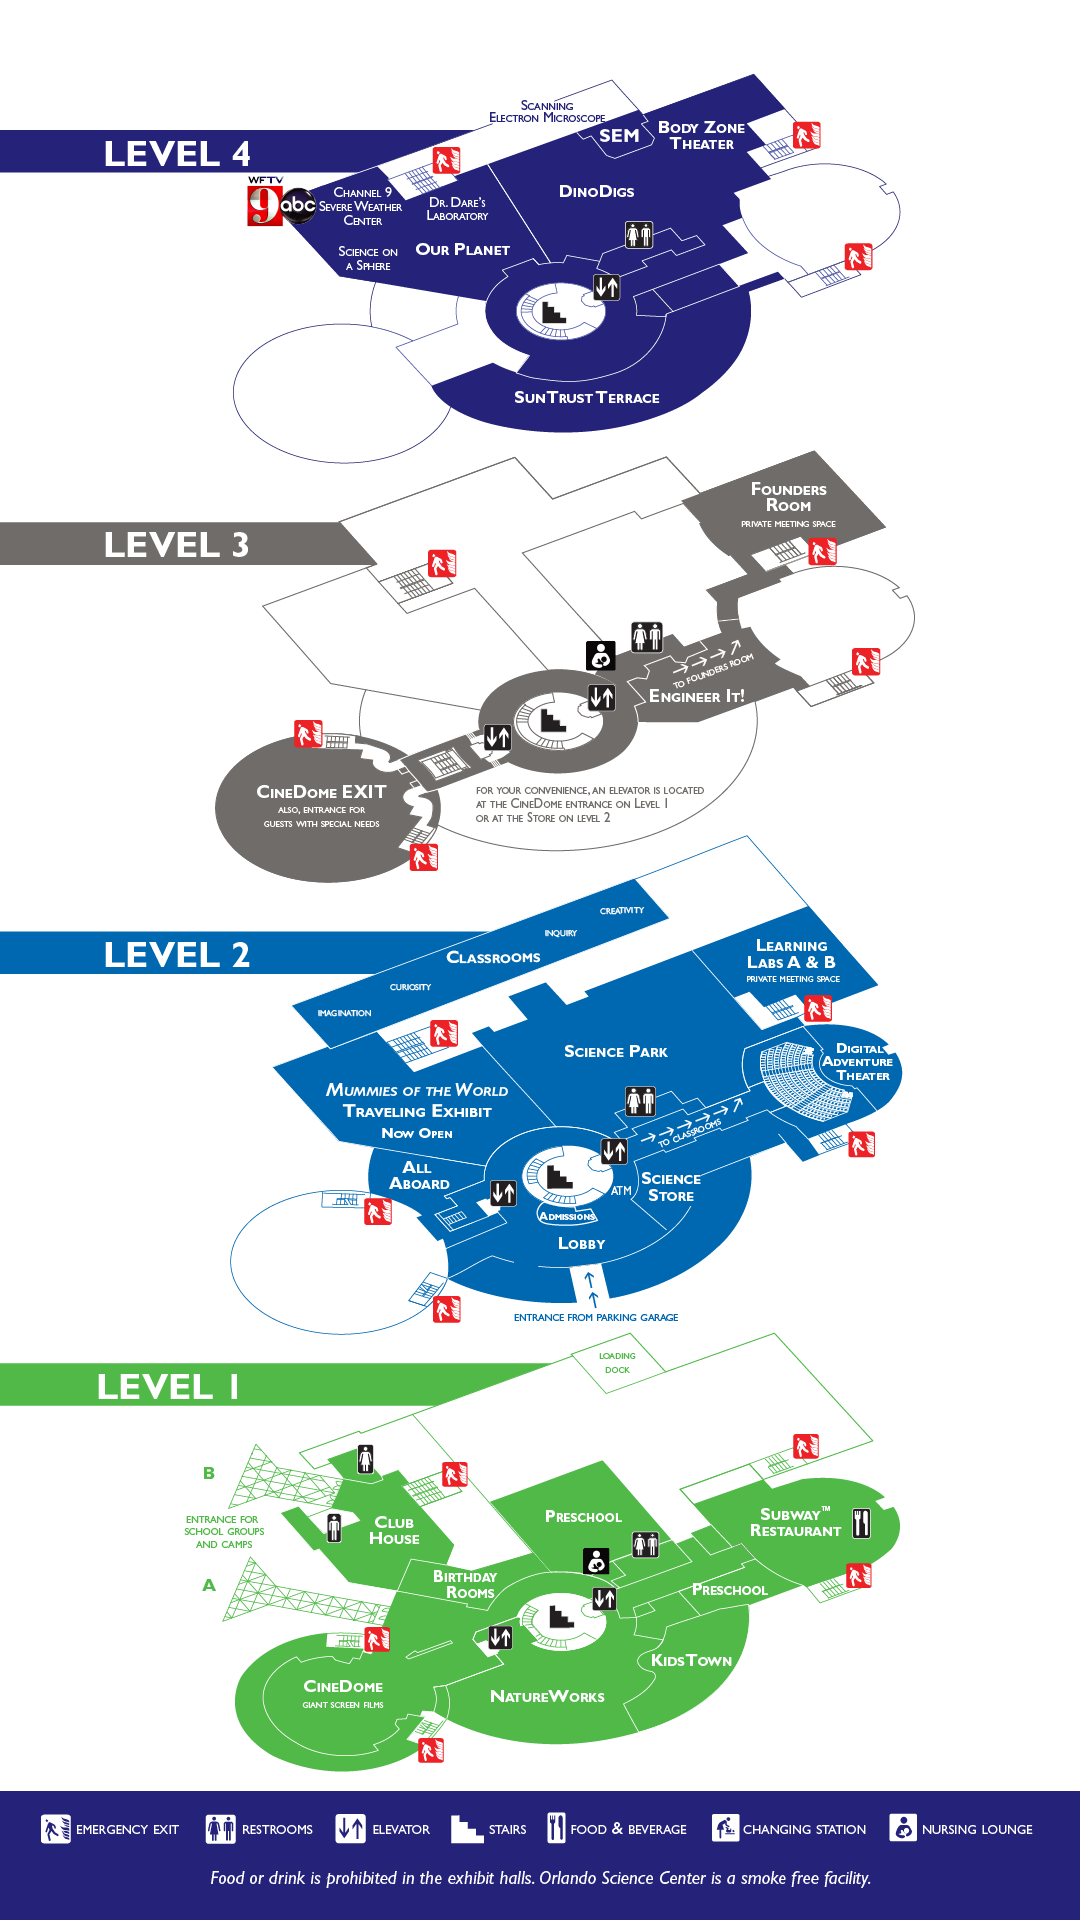 Scanning
Electron Microscope
SEM
Body Zone
Theater
LEVEL 4
WFTV
9
abc
Channel 9
Severe Weather
Center
Dr. Dare's
Laboratory
DinoDigs
Science on
a Sphere
Our Planet
SunTrust Terrace
Founders
Room
private meeting space
LEVEL 3
to Founders Room
Engineer It!
CineDome EXIT
also, entrance for
guests with special needs
for your convenience, an elevator is located
at the CineDome entrance on Level 1
or at the Store on level 2
LEVEL 2
creativity
inquiry
Classrooms
curiosity
imagination
Learning
Labs A & B
private meeting space
Science Park
Digital
Adventure
Theater
Mummies of the World
Traveling Exhibit
Now Open
to classrooms
All
Aboard
Science
Store
ATM
Admissions
Lobby
entrance from parking garage
LEVEL 1
loading
dock
B
entrance for
school groups
and camps
A
Club
House
Preschool
Subway™
Restaurant
Birthday
Rooms
Preschool
KidsTown
CineDome
giant screen films
NatureWorks
emergency exit
restrooms
elevator
stairs
food & beverage
changing station
nursing lounge
Food or drink is prohibited in the exhibit halls. Orlando Science Center is a smoke free facility.